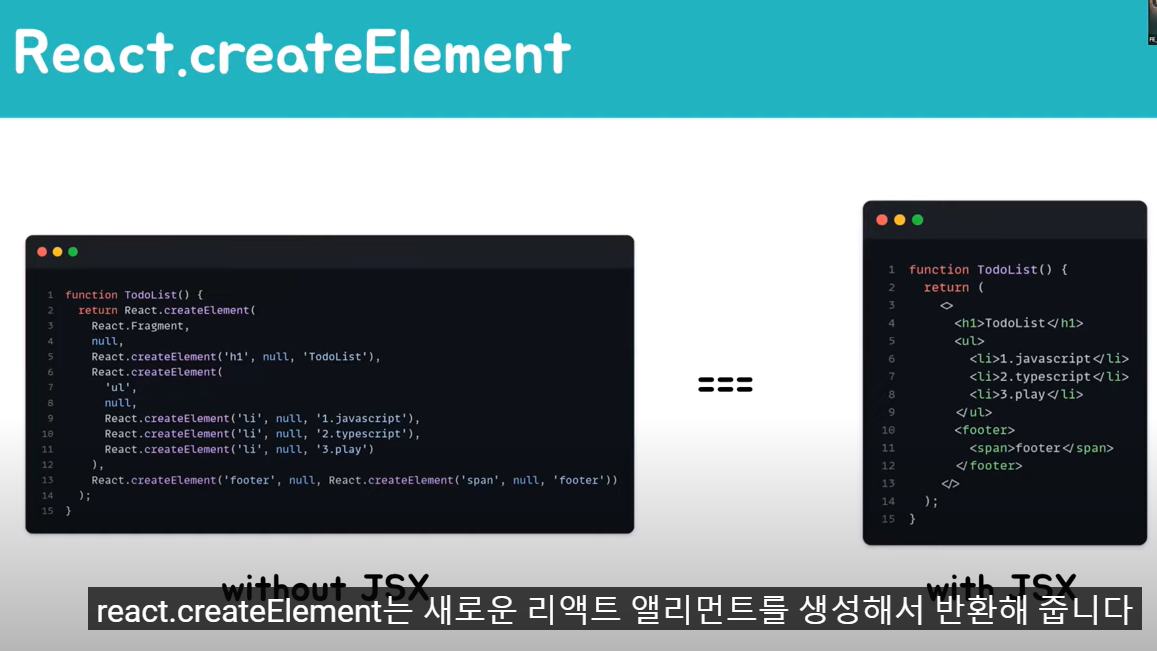 React.createElement
1 function TodoList() {
2 return React.createElement(
3 React.Fragment,
4 null,
5 React.createElement('h1', null, 'TodoList'),
6 React.createElement(
7 'ul',
8 null,
9 React.createElement('li', null, '1.javascript'),
10 React.createElement('li', null, '2.typescript'),
11 React.createElement('li', null, '3.play')
12 ),
13 React.createElement('footer', null, React.createElement('span', null, 'footer'))
14 );
15 }
without JSX
===
1 function TodoList() {
2 return (
3 <>
4 <h1>TodoList</h1>
5 <ul>
6 <li>1.javascript</li>
7 <li>2.typescript</li>
8 <li>3.play</li>
9 </ul>
10 <footer>
11 <span>footer</span>
12 </footer>
13 </>
14 );
15 }
with JSX
react.createElement는 새로운 리액트 앨리먼트를 생성해서 반환해 줍니다